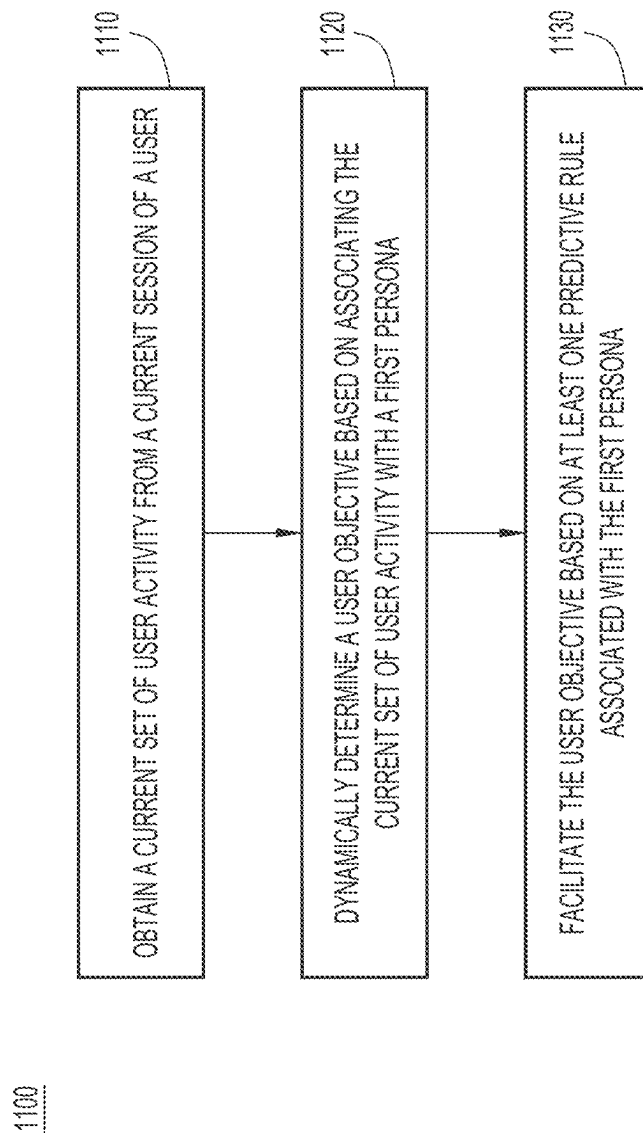 1100
OBTAIN A CURRENT SET OF USER ACTIVITY FROM A CURRENT SESSION OF A USER
1110
DYNAMICALLY DETERMINE A USER OBJECTIVE BASED ON ASSOCIATING THE
CURRENT SET OF USER ACTIVITY WITH A FIRST PERSONA
1120
FACILITATE THE USER OBJECTIVE BASED ON AT LEAST ONE PREDICTIVE RULE
ASSOCIATED WITH THE FIRST PERSONA
1130